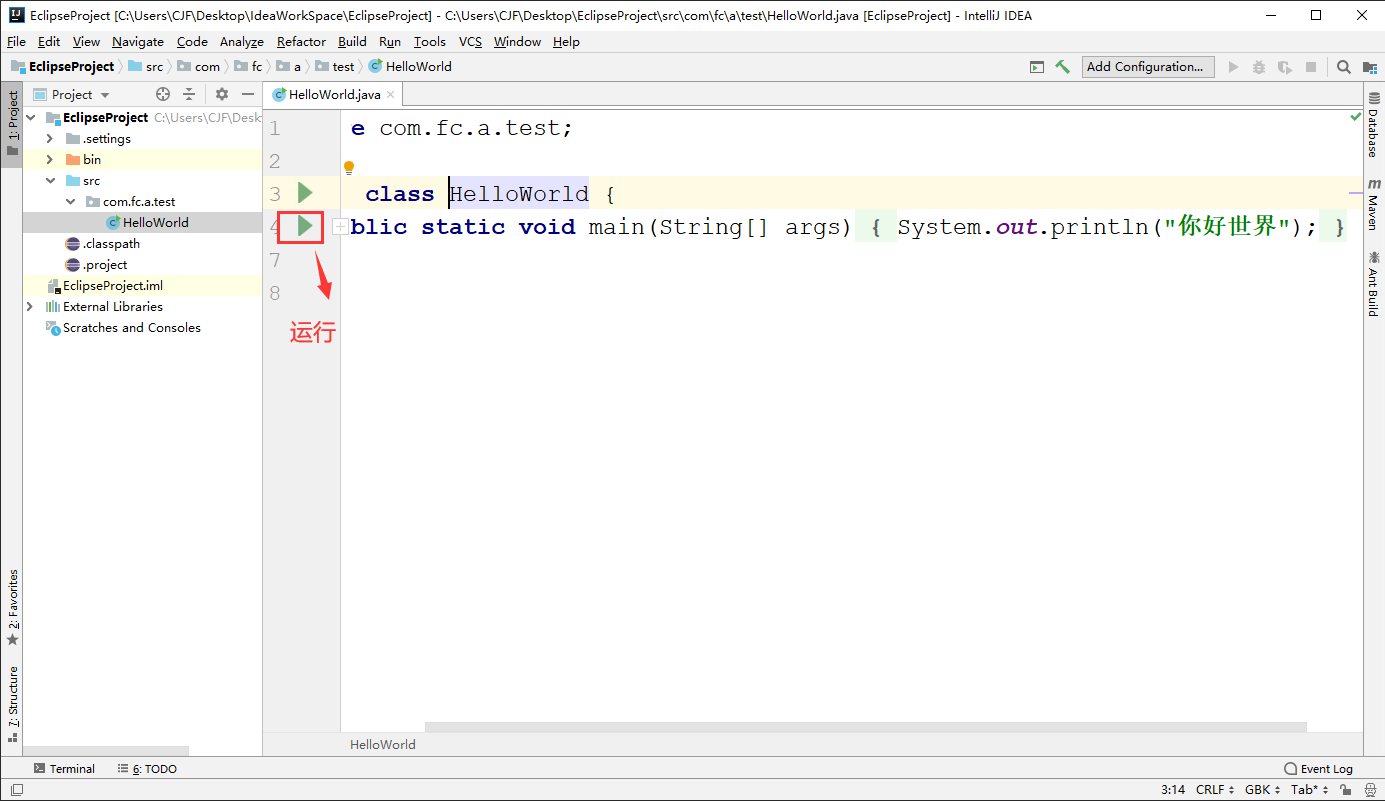 EclipseProject [C:\Users\CJF\Desktop\IdeaWorkSpace\EclipseProject] - C:\Users\CJF\Desktop\EclipseProject\src\com\fc\a\test\HelloWorld.java [EclipseProject] - IntelliJ IDEA
File Edit View Navigate Code Analyze Refactor Build Run Tools VCS Window Help
EclipseProject src com fc a test HelloWorld Add Configuration...
Project
HelloWorld.java
1: Project
EclipseProject C:\Users\CJF\Desk
.settings
bin
src
com.fc.a.test
HelloWorld
.classpath
.project
EclipseProject.iml
External Libraries
Scratches and Consoles
2: Favorites
7: Structure
1 e com.fc.a.test;
2
3 class HelloWorld {
4 blic static void main(String[] args) { System.out.println("你好世界"); }
7
8
运行
HelloWorld
Database
m Maven
Ant Build
Terminal 6: TODO Event Log
3:14 CRLF GBK Tab*